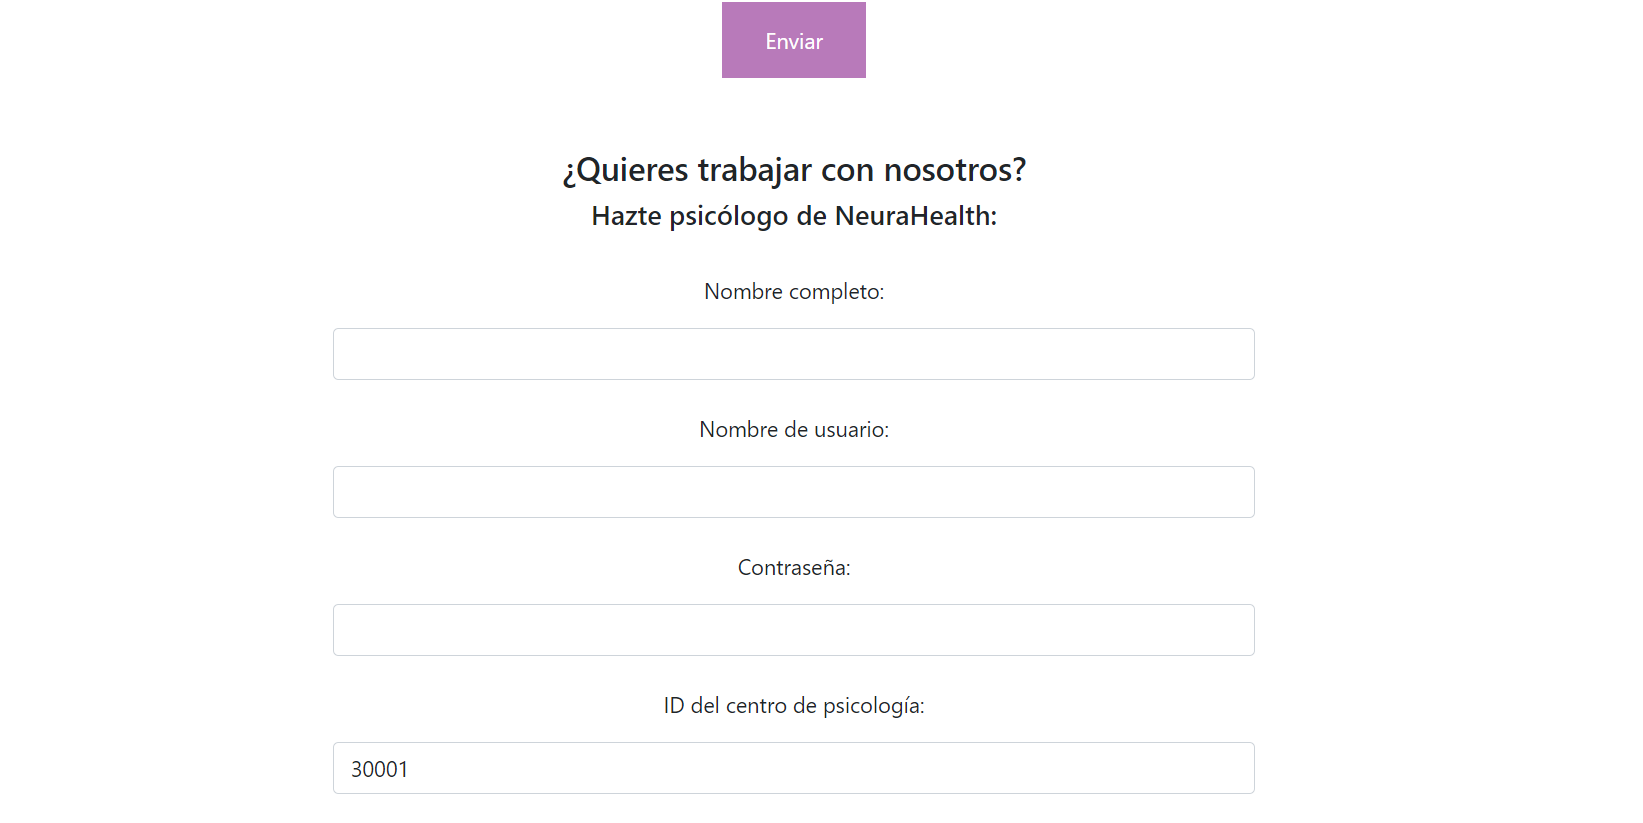 Enviar
¿Quieres trabajar con nosotros?
Hazte psicólogo de NeuraHealth:
Nombre completo:
Nombre de usuario:
Contraseña:
ID del centro de psicología:
30001